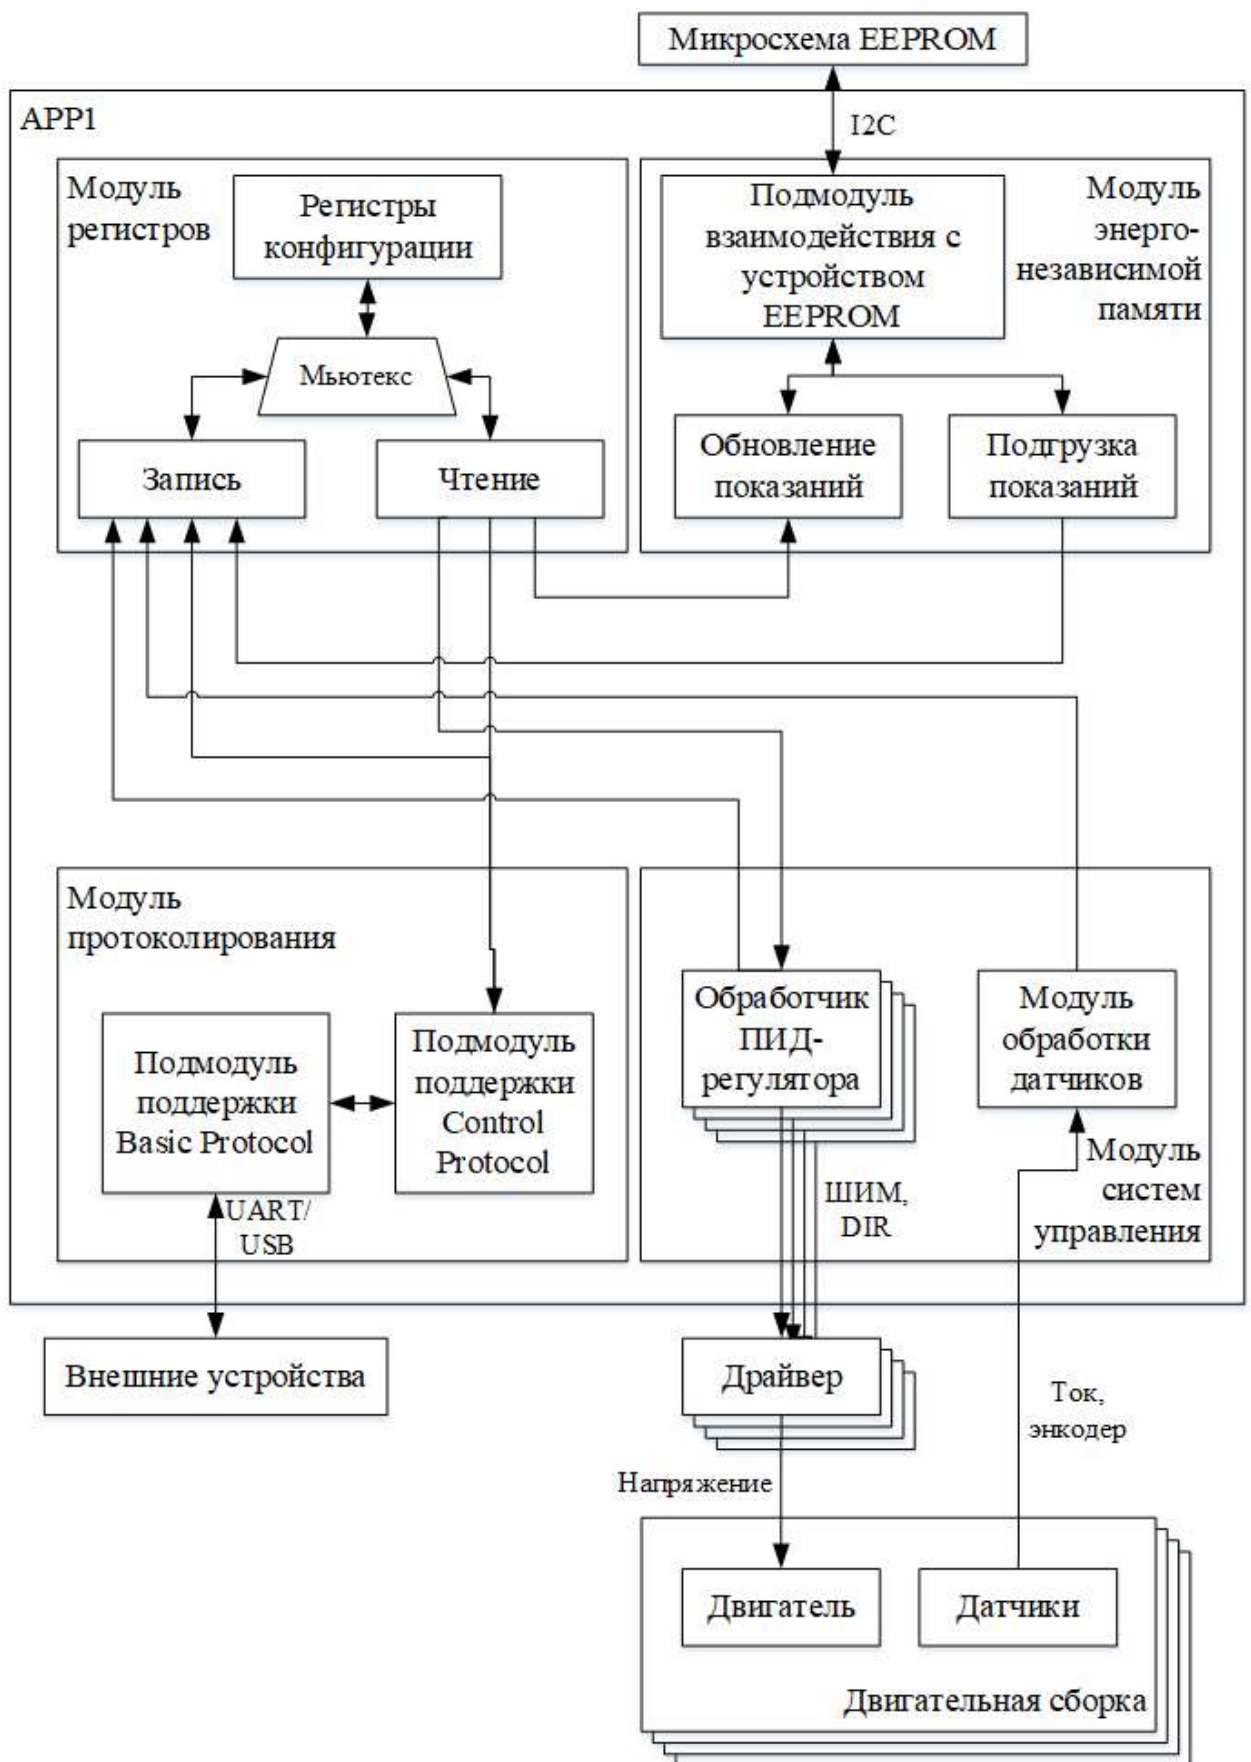 Микросхема EEPROM
APP1
I2C
Модуль
регистров
Регистры
конфигурации
Мьютекс
Запись
Чтение
Подмодуль
взаимодействия с
устройством
EEPROM
Модуль
энерго-
независимой
памяти
Обновление
показаний
Подгрузка
показаний
Модуль
протоколирования
Подмодуль
поддержки
Basic Protocol
Подмодуль
поддержки
Control
Protocol
UART/
USB
Обработчик
ПИД-
регулятора
Модуль
обработки
датчиков
Модуль
систем
управления
ШИМ,
DIR
Внешние устройства
Драйвер
Ток,
энкодер
Напряжение
Двигатель
Датчики
Двигательная сборка